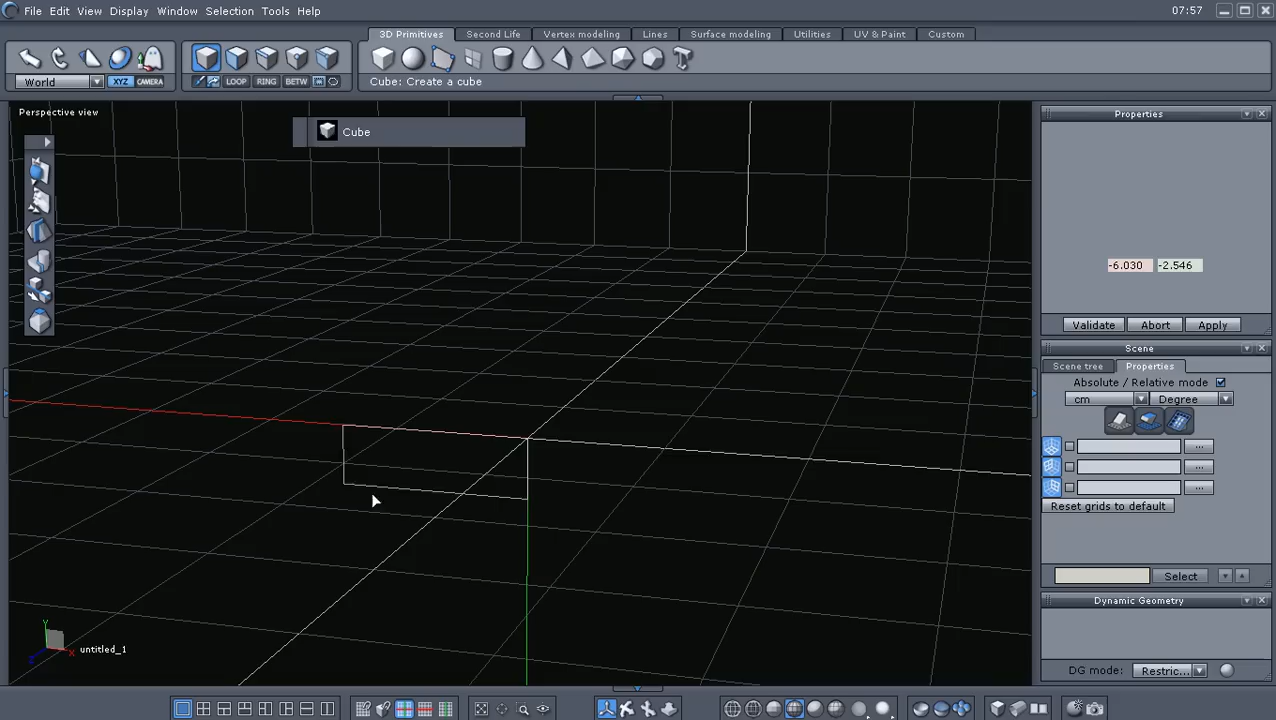 File Edit View Display Window Selection Tools Help 07:57
3D Primitives Second Life Vertex modeling Lines Surface modeling Utilities UV & Paint Custom
World XYZ CAMERA LOOP RING BETW Cube: Create a cube
Perspective view
Cube
Properties
-6.030 -2.546
Validate Abort Apply
Scene
Scene tree Properties
Absolute / Relative mode
cm Degree
...
...
...
Reset grids to default
Select
Dynamic Geometry
Y
Z X untitled_1
DG mode: Restric...